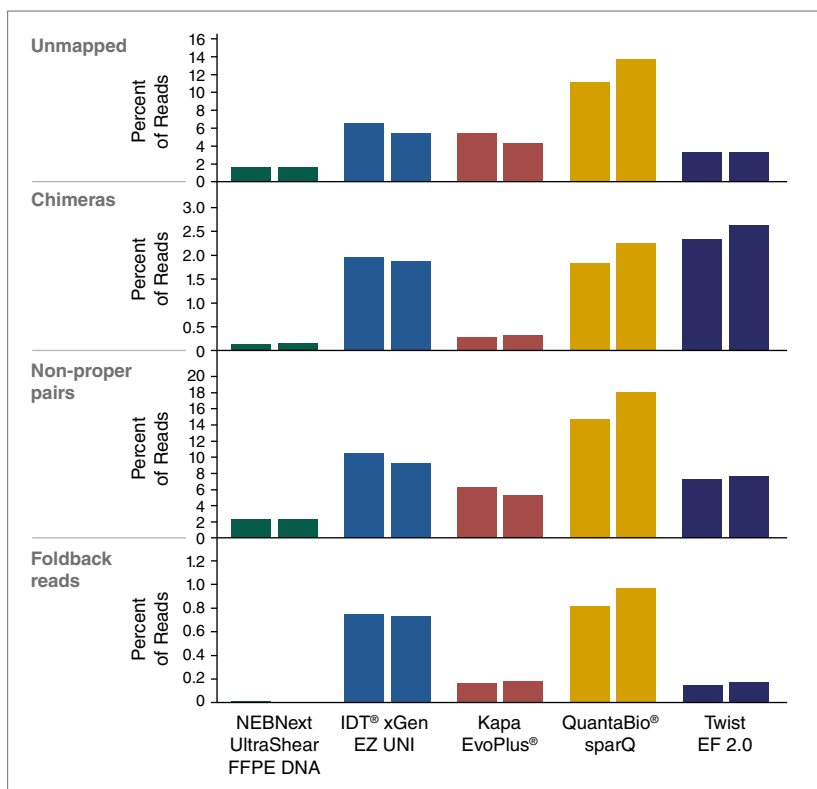 Unmapped
Percent
of Reads
16
14
12
10
8
6
4
2
0
Chimeras
Percent
of Reads
3.0
2.5
2.0
1.5
1.0
0.5
0
Non-proper
pairs
Percent
of Reads
20
18
16
14
12
10
8
6
4
2
0
Foldback
reads
Percent
of Reads
1.2
1.0
0.8
0.6
0.4
0.2
0
NEBNext
UltraShear
FFPE DNA
IDT® xGen
EZ UNI
Kapa
EvoPlus®
QuantaBio®
sparQ
Twist
EF 2.0